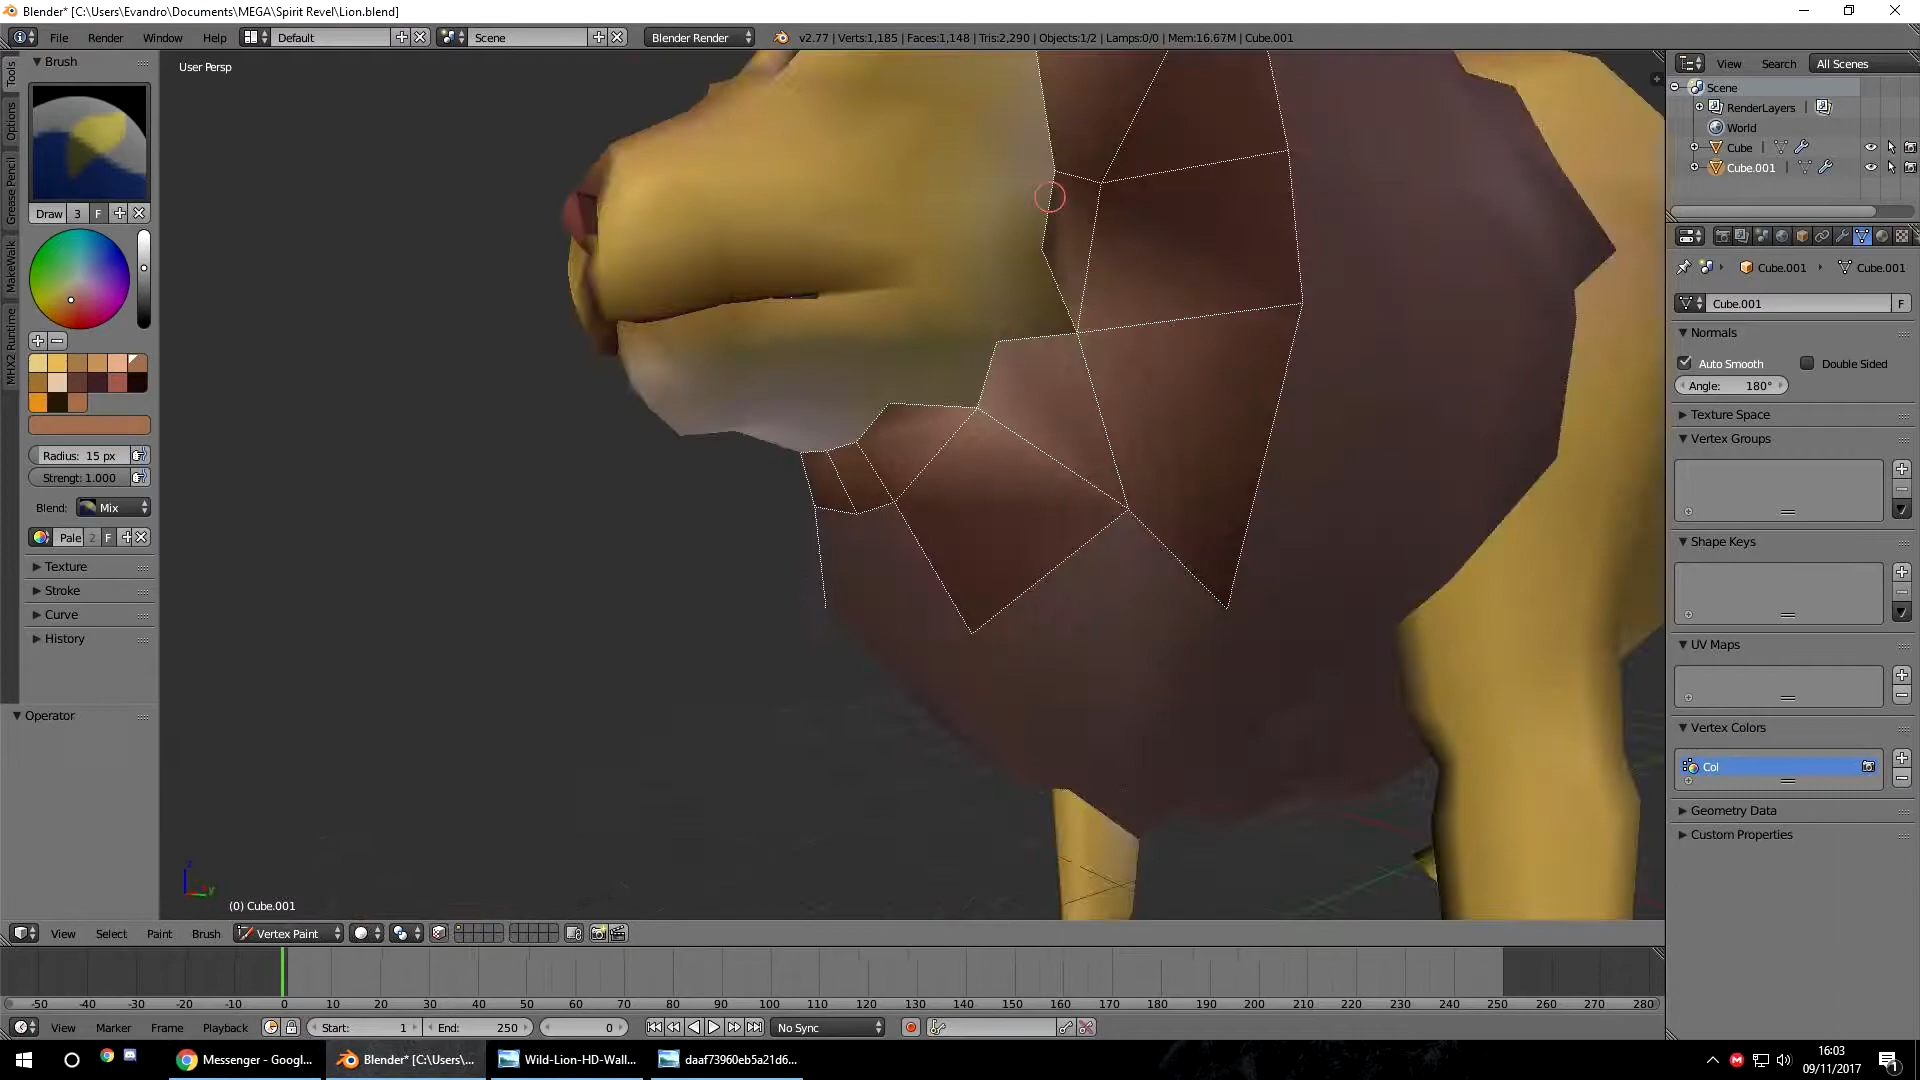 Blender* [C:\Users\Evandro\Documents\MEGA\Spirit Revel\Lion.blend]
File Render Window Help Default Scene Blender Render v2.77 | Verts:1,185 | Faces:1,148 | Tris:2,290 | Objects:1/2 | Lamps:0/0 | Mem:16.67M | Cube.001
Brush
User Persp
View Search All Scenes
Scene
RenderLayers
World
Cube
Cube.001
Tools
Options
Grease Pencil
MakeWalk
MHX2 Runtime
Draw 3 F
Radius: 15 px
Strengt: 1.000
Blend: Mix
Pale 2 F
Texture
Stroke
Curve
History
Operator
Cube.001 Cube.001
Cube.001 F
Normals
Auto Smooth Double Sided
Angle: 180°
Texture Space
Vertex Groups
Shape Keys
UV Maps
Vertex Colors
Col
Geometry Data
Custom Properties
z
y
(0) Cube.001
View Select Paint Brush Vertex Paint
-50 -40 -30 -20 -10 0 10 20 30 40 50 60 70 80 90 100 110 120 130 140 150 160 170 180 190 200 210 220 230 240 250 260 270 280
View Marker Frame Playback Start: 1 End: 250 0 No Sync
Messenger - Googl... Blender* [C:\Users\... Wild-Lion-HD-Wall... daaf73960eb5a21d6...
16:03
09/11/2017
1